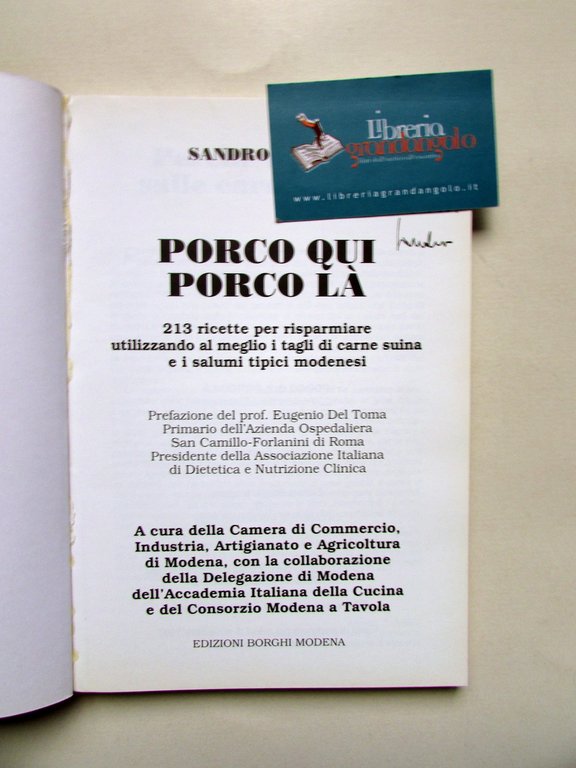 Libreria
grandangolo
www.libreriagrandangolo.it
SANDRO
PORCO QUI
PORCO LÀ
213 ricette per risparmiare
utilizzando al meglio i tagli di carne suina
e i salumi tipici modenesi
Prefazione del prof. Eugenio Del Toma
Primario dell'Azienda Ospedaliera
San Camillo-Forlanini di Roma
Presidente della Associazione Italiana
di Dietetica e Nutrizione Clinica
A cura della Camera di Commercio,
Industria, Artigianato e Agricoltura
di Modena, con la collaborazione
della Delegazione di Modena
dell'Accademia Italiana della Cucina
e del Consorzio Modena a Tavola
EDIZIONI BORGHI MODENA